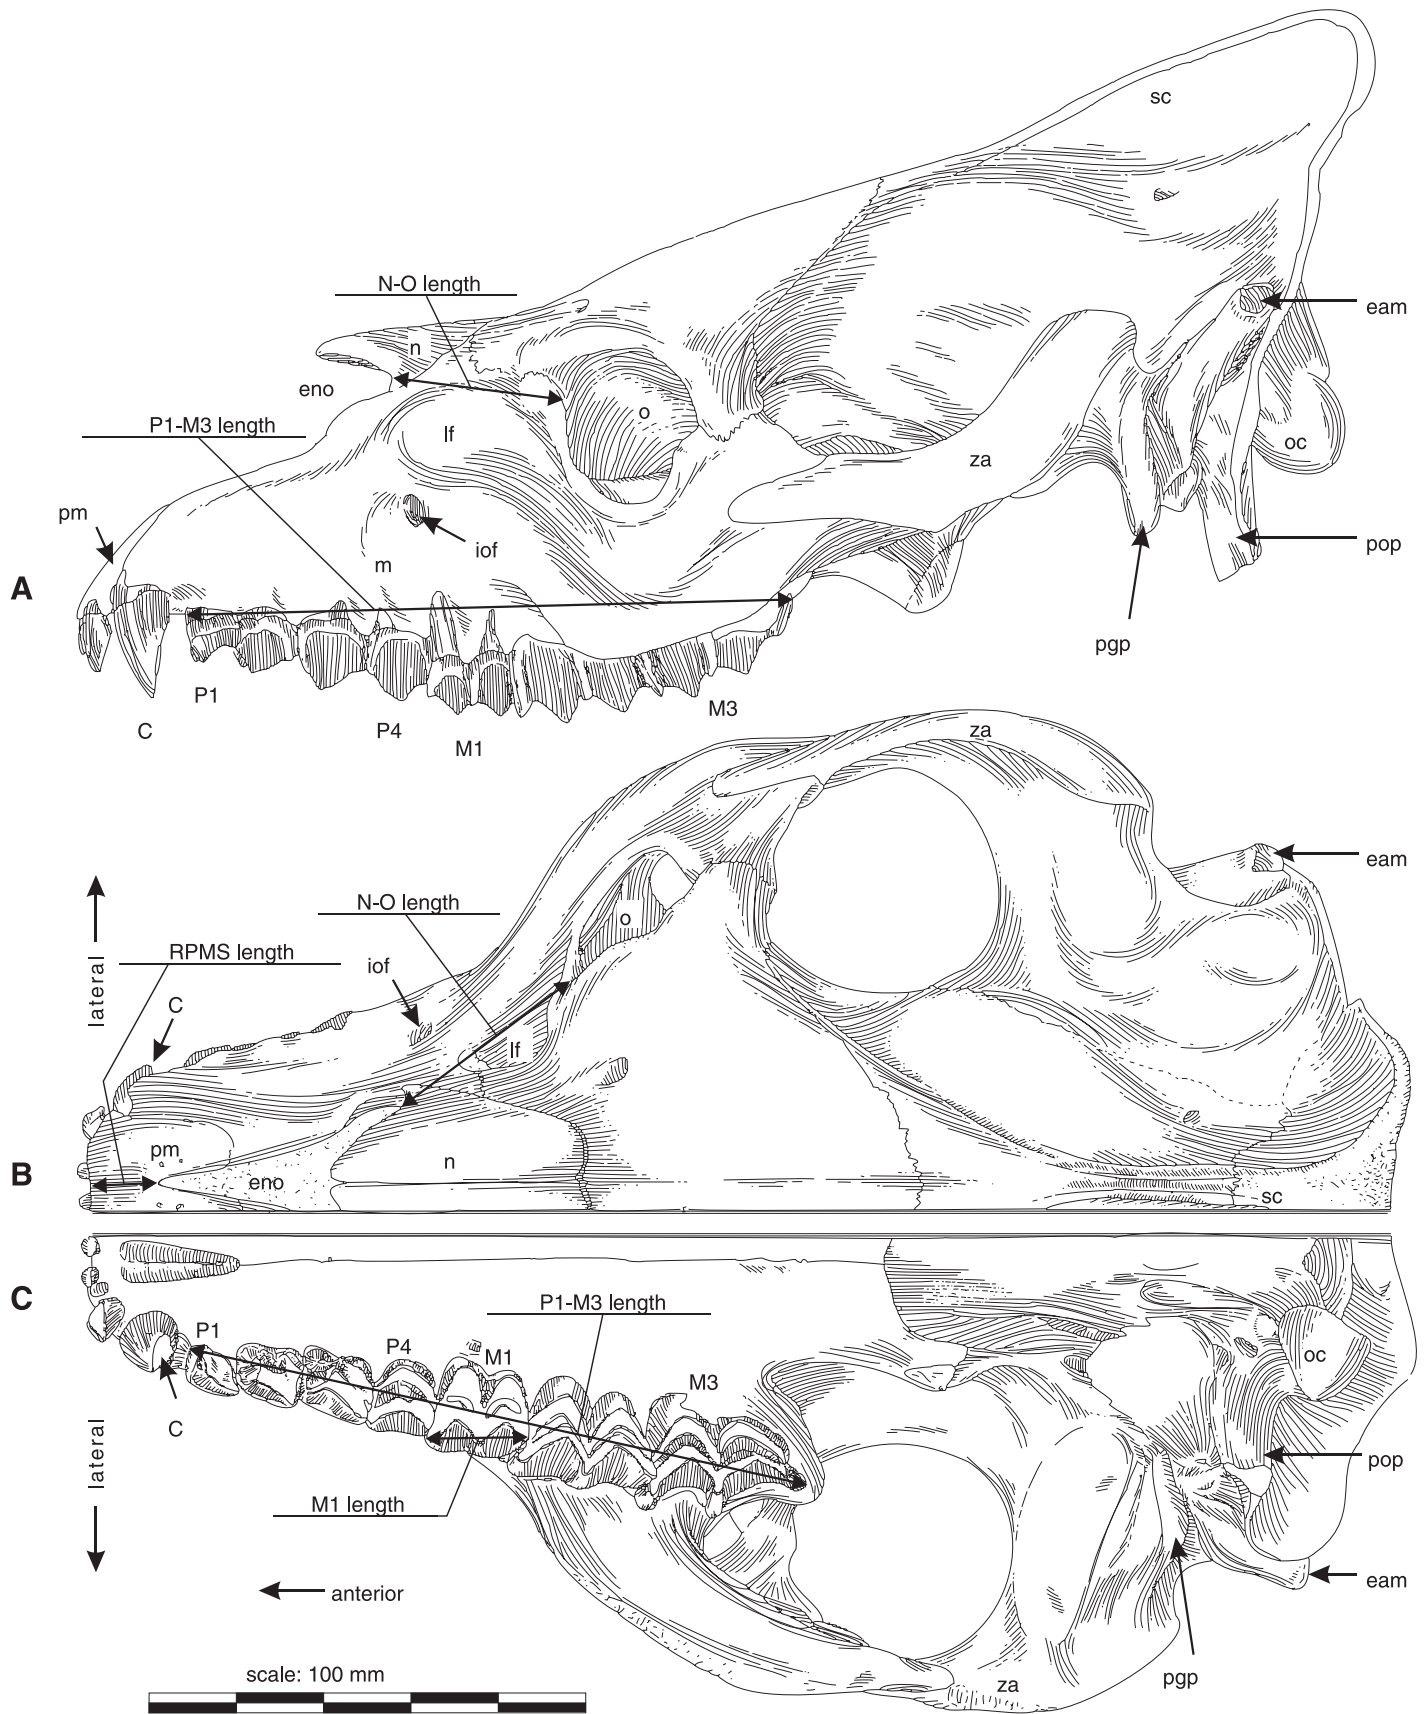 sc
N-O length
n
eam
eno
o
P1-M3 length
lf
oc
za
pm
iof
m
pop
A
pgp
P1
C
P4
M3
M1
za
eam
N-O length
o
RPMS length
iof
lateral
C
lf
pm
n
B
eno
sc
C
P1-M3 length
P1
P4
M1
oc
M3
C
lateral
pop
M1 length
anterior
eam
scale: 100 mm
pgp
za